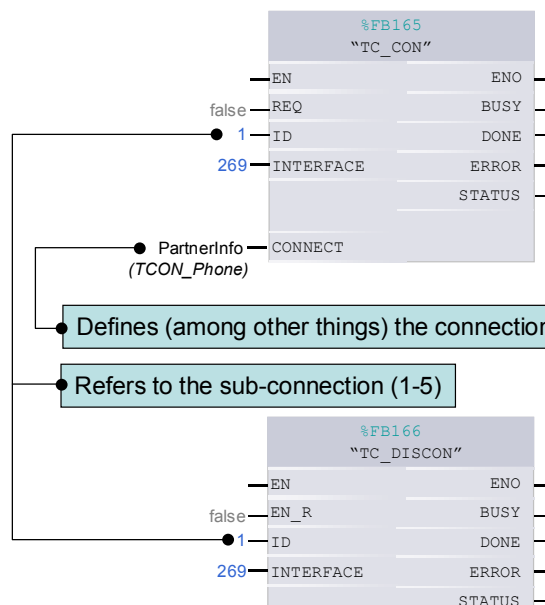 %FB165
“TC_CON”
EN ENO
false REQ BUSY
1 ID DONE
269 INTERFACE ERROR
STATUS
PartnerInfo CONNECT
(TCON_Phone)
Defines (among other things) the connection
Refers to the sub-connection (1-5)
%FB166
“TC_DISCON”
EN ENO
false EN_R BUSY
1 ID DONE
269 INTERFACE ERROR
STATUS